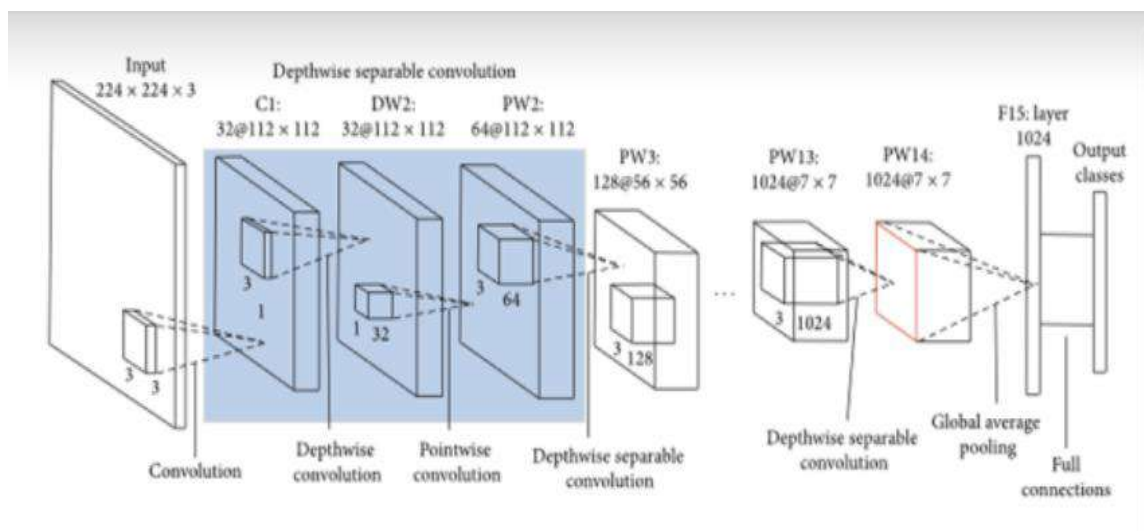 Input
224 × 224 × 3
Depthwise separable convolution
C1:
32@112 × 112
DW2:
32@112 × 112
PW2:
64@112 × 112
PW3:
128@56 × 56
PW13:
1024@7 × 7
PW14:
1024@7 × 7
F15: layer
1024
Output
classes
3
3
3
1
1
32
3
64
3
128
...
3
1024
Convolution
Depthwise
convolution
Pointwise
convolution
Depthwise separable
convolution
Depthwise separable
convolution
Global average
pooling
Full
connections